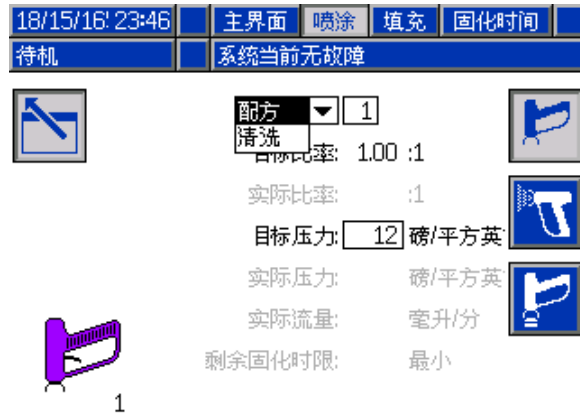 18/15/16! 23:46 主界面 喷涂 填充 固化时间
待机 系统当前无故障
配方 1
清洗
目标比率: 1.00 :1
实际比率: :1
目标压力: 12 磅/平方英
实际压力: 磅/平方英
实际流量: 毫升/分
剩余固化时限: 最小
1